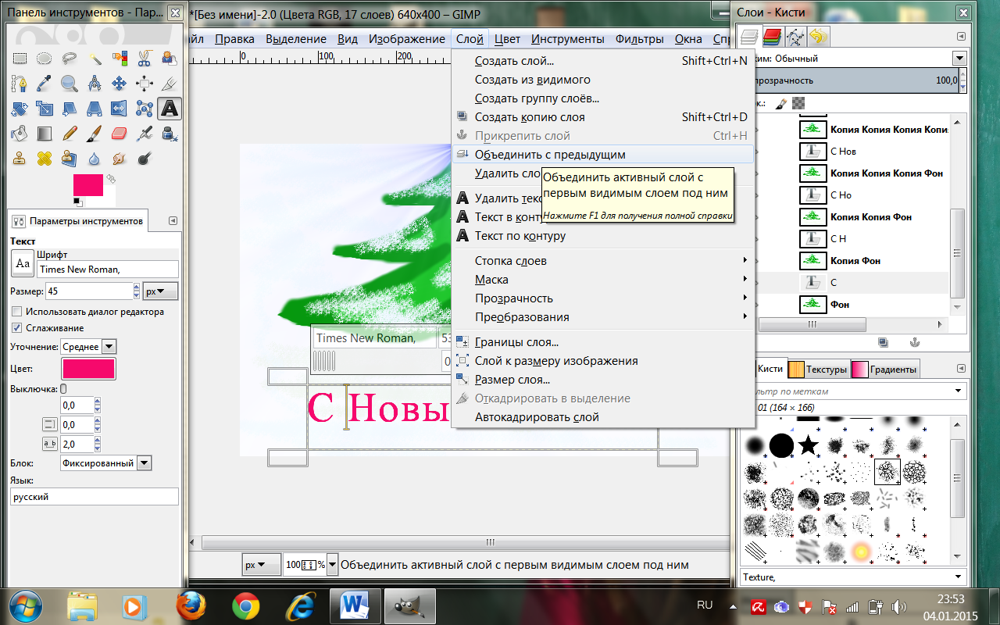 Панель инструментов - Пар...
*[Без имени]-2.0 (Цвета RGB, 17 слоев) 640x400 – GIMP
Слои - Кисти
йл Правка Выделение Вид Изображение Слой Цвет Инструменты Фильтры Окна Спр
0 100 200
Создать слой... Shift+Ctrl+N
Создать из видимого
Создать группу слоёв...
Создать копию слоя Shift+Ctrl+D
Прикрепить слой Ctrl+H
Объединить с предыдущим
Удалить сло
Объединить активный слой с
первым видимым слоем под ним
Нажмите F1 для получения полной справки
Удалить текс
Текст в конту
Текст по контуру
Стопка слоев
Маска
Прозрачность
Преобразования
Границы слоя...
Слой к размеру изображения
Размер слоя...
Откадрировать в выделение
Автокадрировать слой
Параметры инструментов
Текст
Aa
Шрифт
Times New Roman,
Размер: 45 px
Использовать диалог редактора
Сглаживание
Уточнение: Среднее
Цвет:
Выключка:
0,0
0,0
2,0
Блок: Фиксированный
Язык:
русский
Times New Roman, 53
0
С Новы
px 100 % Объединить активный слой с первым видимым слоем под ним
им: Обычный
прозрачность 100,0
к.:
Копия Копия Копия Копи
С Нов
Копия Копия Копия Фон
С Но
Копия Копия Фон
С Н
Копия Фон
С
Фон
Кисти Текстуры Градиенты
льтр по меткам
01 (164 × 166)
Texture,
RU
23:53
04.01.2015